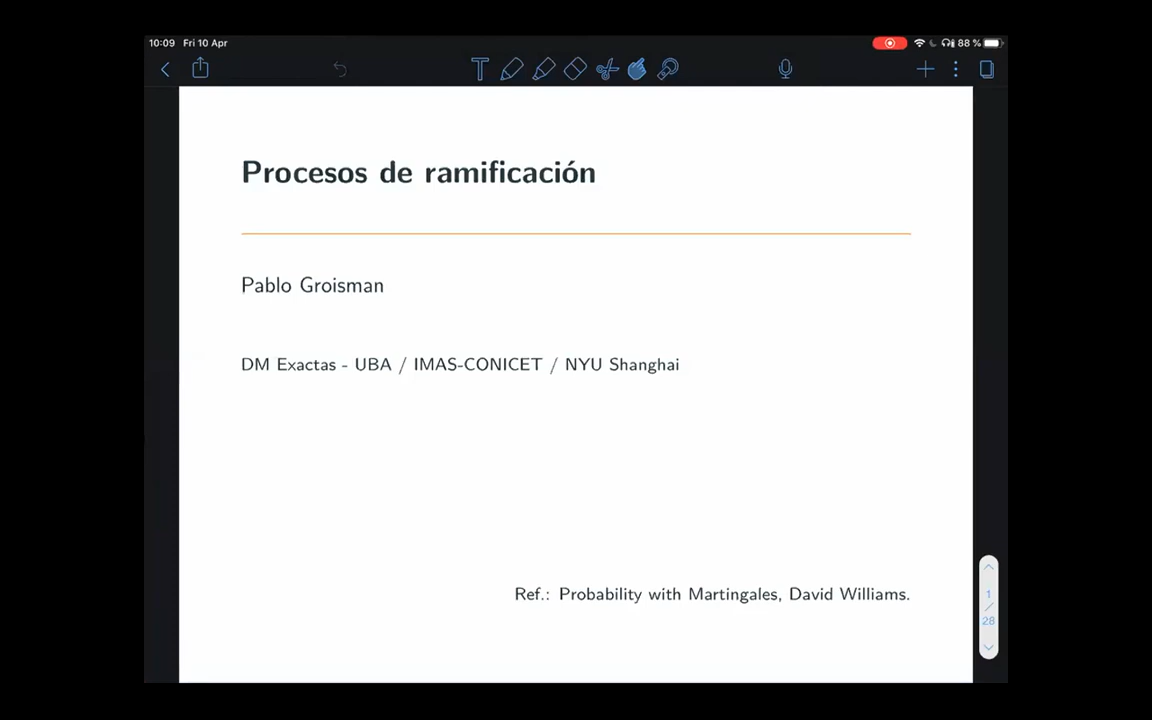 10:09 Fri 10 Apr
88 %
Procesos de ramificación
Pablo Groisman
DM Exactas - UBA / IMAS-CONICET / NYU Shanghai
Ref.: Probability with Martingales, David Williams.
1
/
28